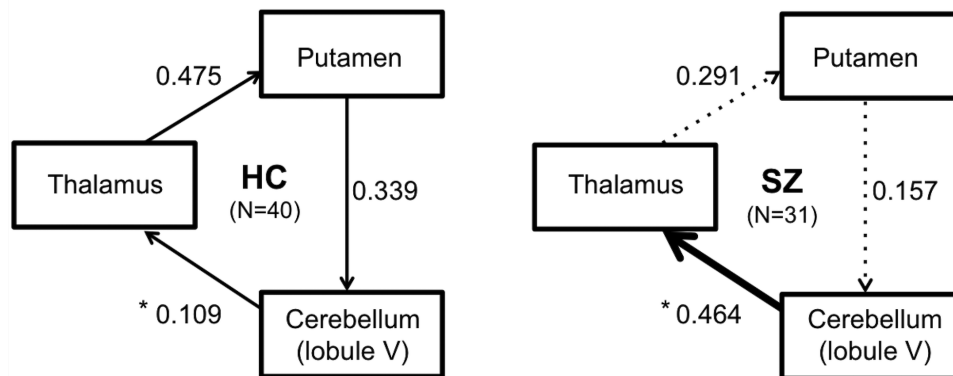 Putamen
0.475
Thalamus
HC
(N=40)
0.339
* 0.109
Cerebellum
(lobule V)
Putamen
0.291
Thalamus
SZ
(N=31)
0.157
* 0.464
Cerebellum
(lobule V)